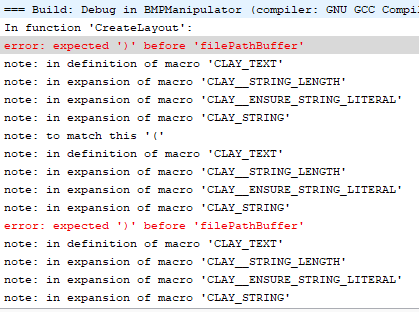 === Build: Debug in BMPManipulator (compiler: GNU GCC Compil
In function 'CreateLayout':
error: expected ')' before 'filePathBuffer'
note: in definition of macro 'CLAY_TEXT'
note: in expansion of macro 'CLAY__STRING_LENGTH'
note: in expansion of macro 'CLAY__ENSURE_STRING_LITERAL'
note: in expansion of macro 'CLAY_STRING'
note: to match this '('
note: in definition of macro 'CLAY_TEXT'
note: in expansion of macro 'CLAY__STRING_LENGTH'
note: in expansion of macro 'CLAY__ENSURE_STRING_LITERAL'
note: in expansion of macro 'CLAY_STRING'
error: expected ')' before 'filePathBuffer'
note: in definition of macro 'CLAY_TEXT'
note: in expansion of macro 'CLAY__STRING_LENGTH'
note: in expansion of macro 'CLAY__ENSURE_STRING_LITERAL'
note: in expansion of macro 'CLAY_STRING'